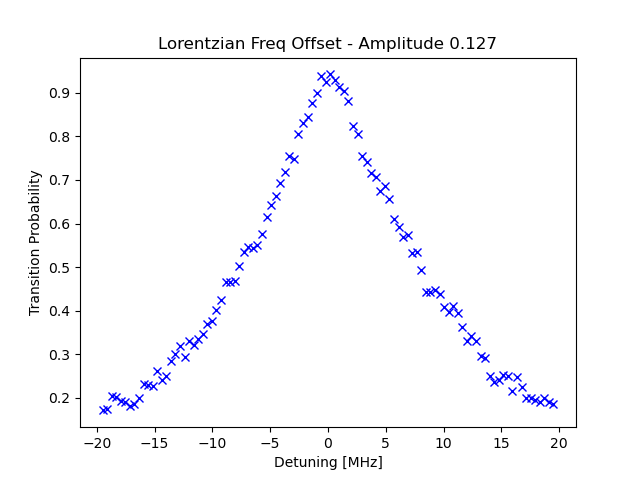 Lorentzian Freq Offset - Amplitude 0.127
Transition Probability
0.9
0.8
0.7
0.6
0.5
0.4
0.3
0.2
−20 −15 −10 −5 0 5 10 15 20
Detuning [MHz]